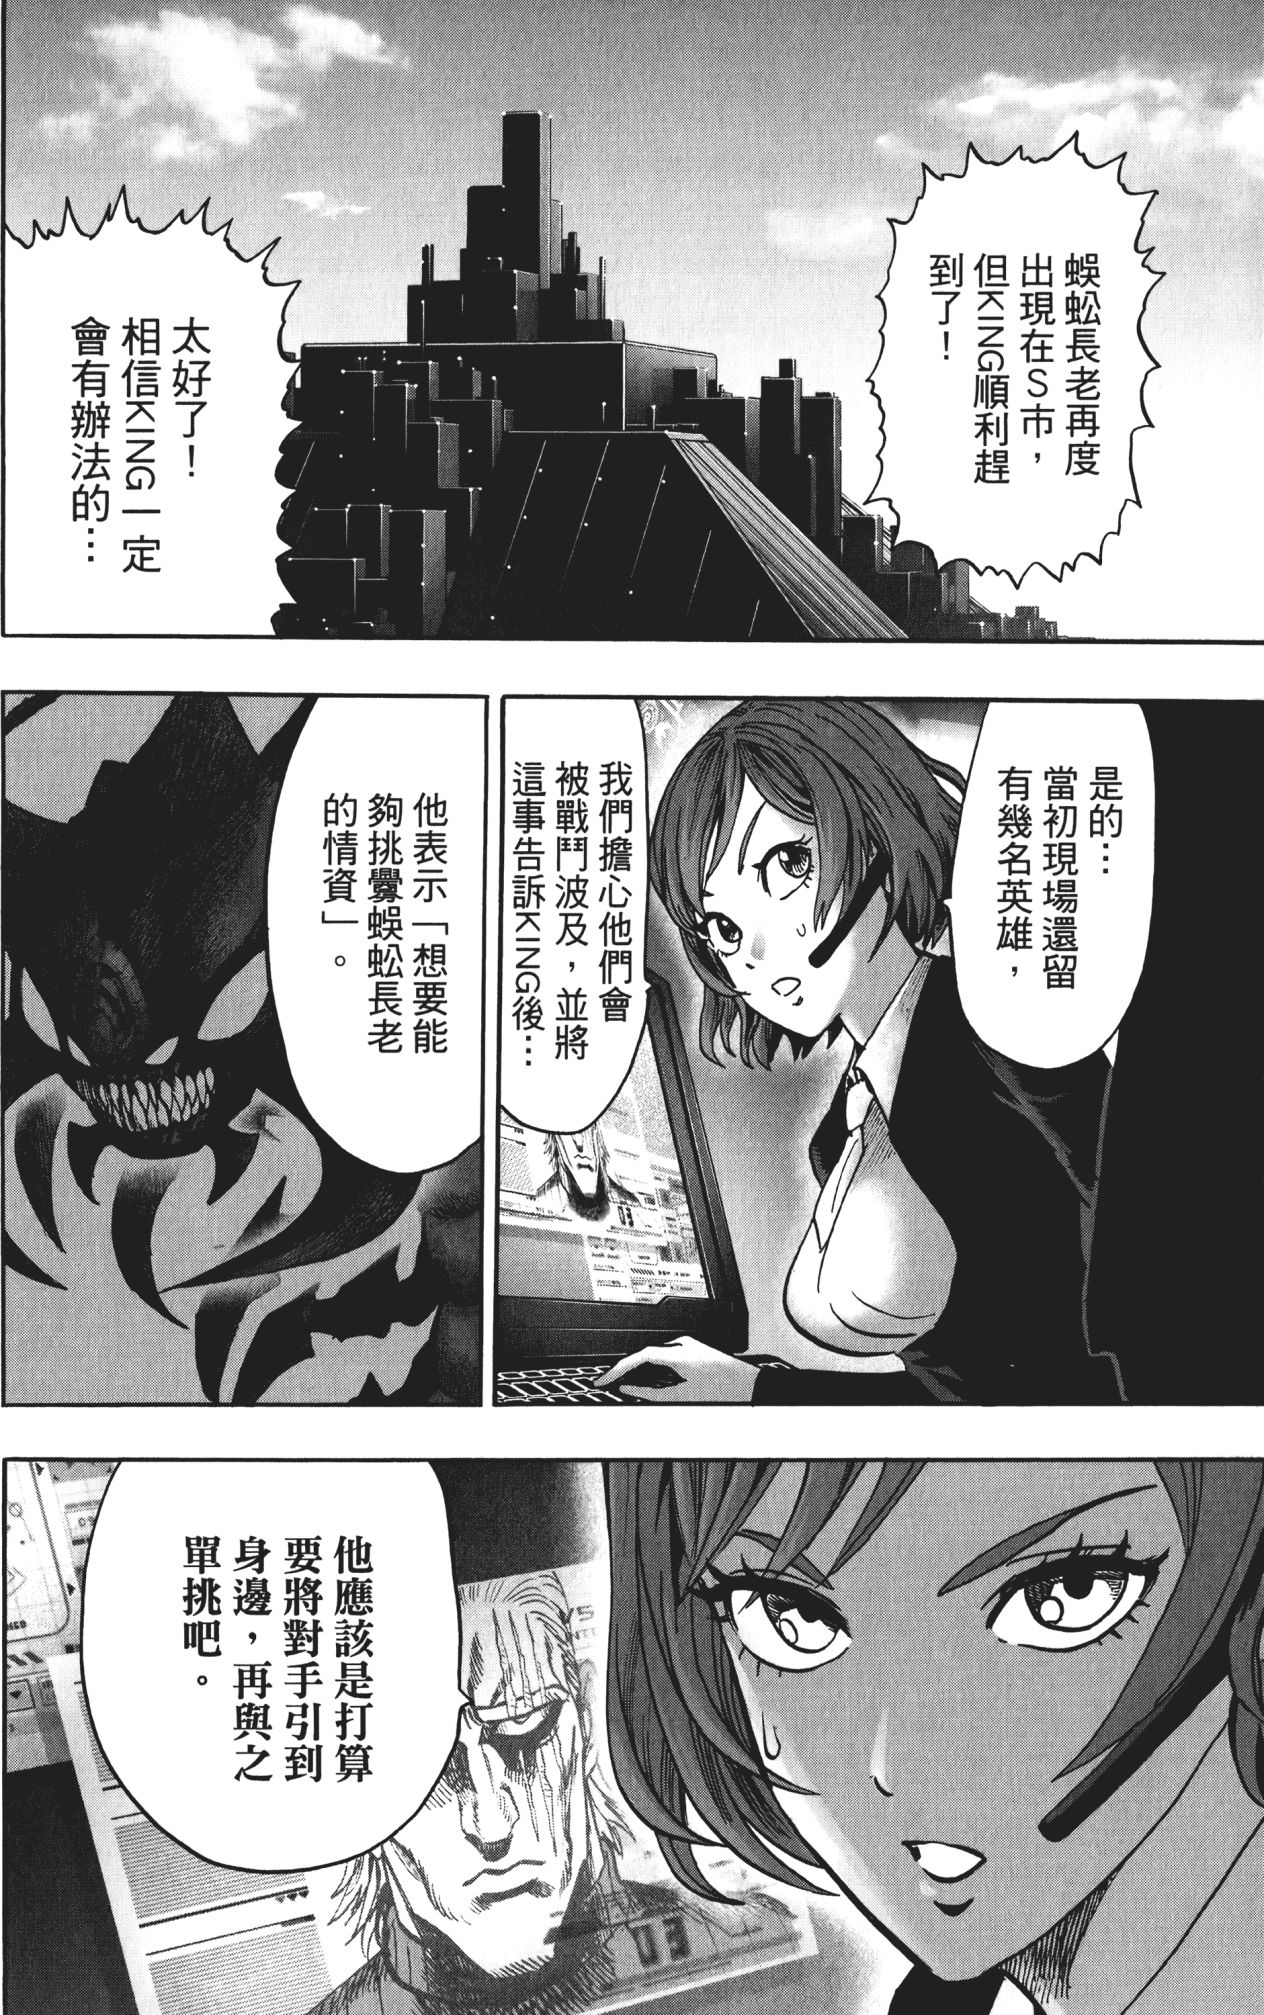 蜈蚣長老再度
出現在S市，
但KING順利趕
到了！
太好了！
相信KING一定
會有辦法的…
是的…
當初現場還留
有幾名英雄，
我們擔心他們會
被戰鬥波及，並將
這事告訴KING後…
他表示「想要能
夠挑釁蜈蚣長老
的情資」。
他應該是打算
要將對手引到
身邊，再與之
單挑吧。
03